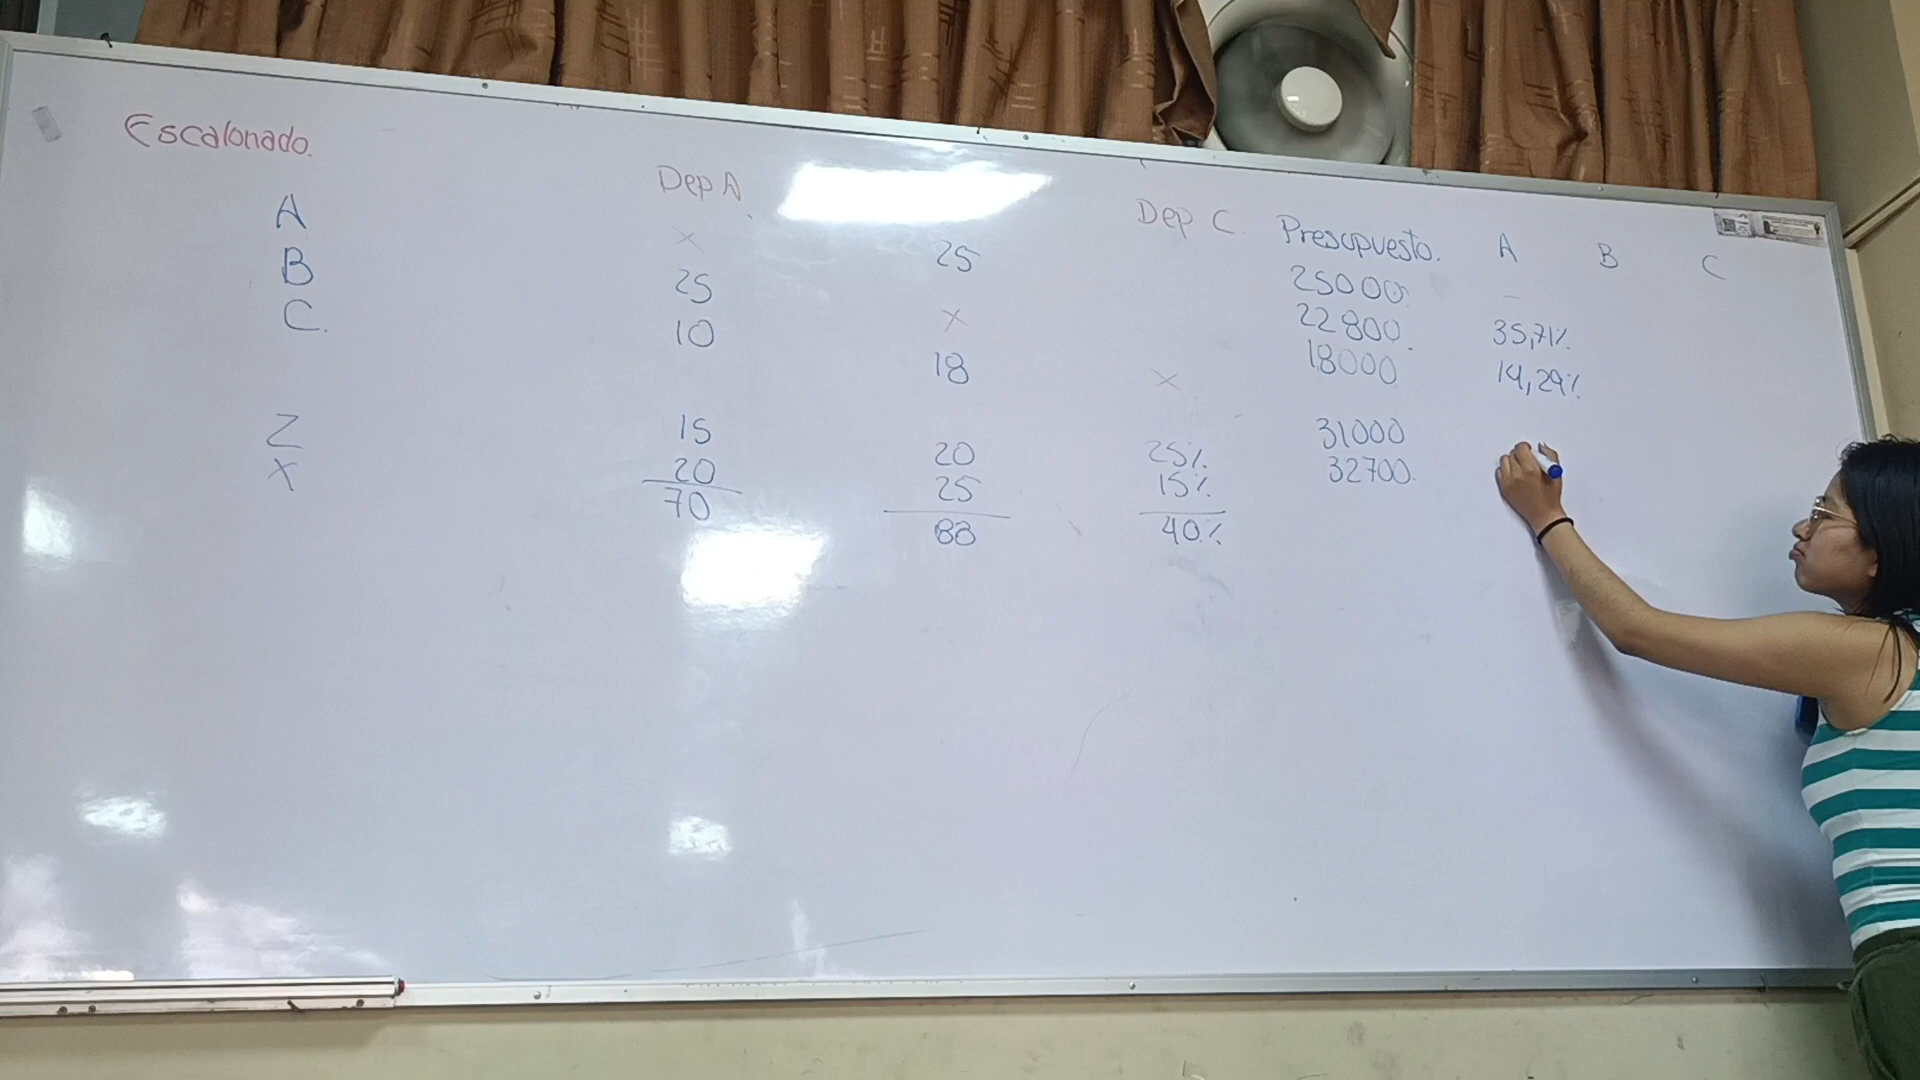 Escalonado.
Dep A. Dep C. Presupuesto. A B C
A x 25 25000. —
B 25 x 22800. 35,71%
C. 10 18 x 18000 14,29%
Z 15 20 25% 31000
X 20 25 15% 32700.
70 88 40%